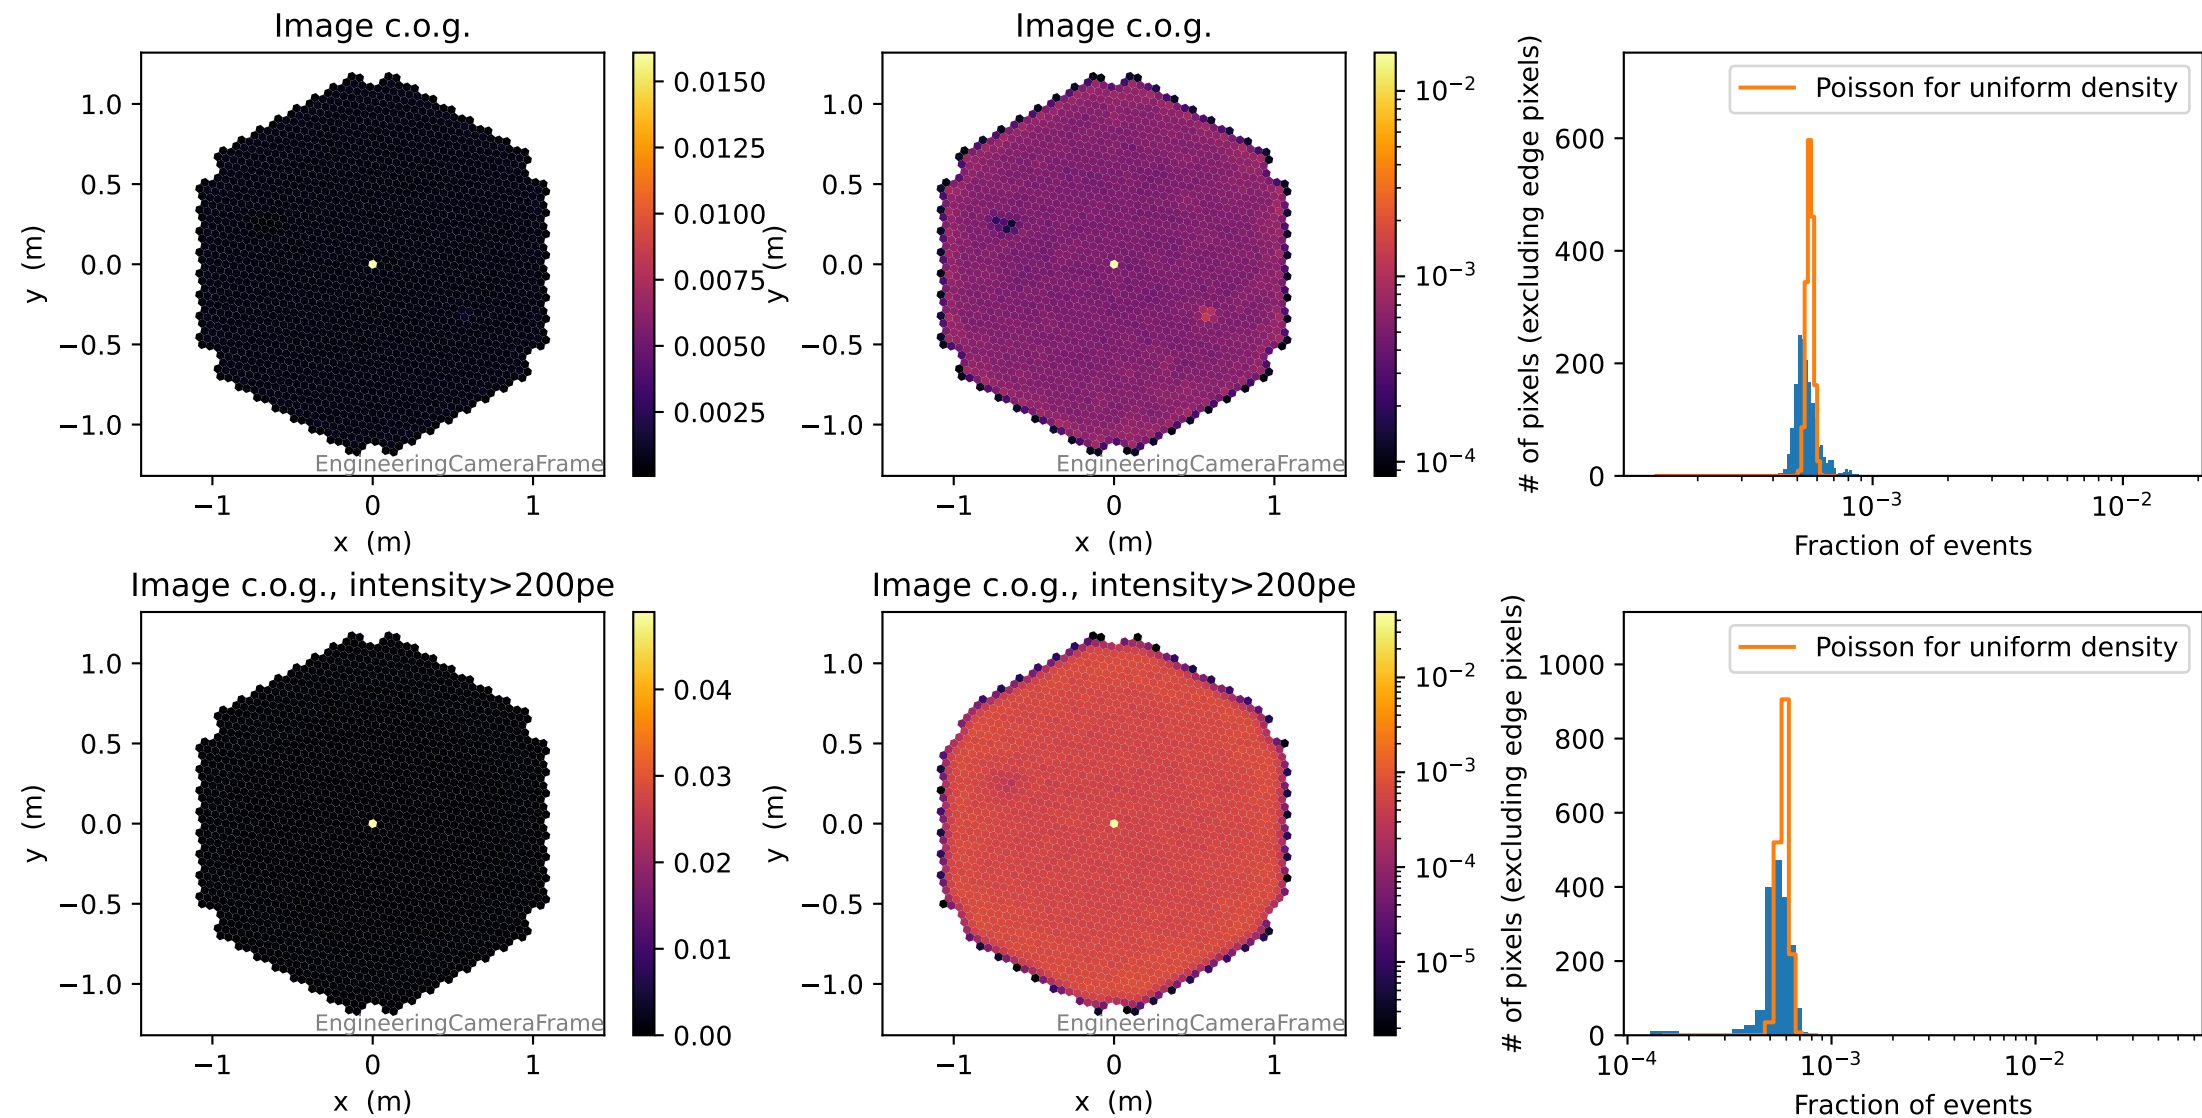 Image c.o.g.
1.0
0.5
0.0
−0.5
−1.0
y (m)
−1
0
1
x (m)
EngineeringCameraFrame
0.0150
0.0125
0.0100
0.0075
0.0050
0.0025
Image c.o.g.
1.0
0.5
0.0
−0.5
−1.0
y (m)
−1
0
1
x (m)
EngineeringCameraFrame
10⁻²
10⁻³
10⁻⁴
# of pixels (excluding edge pixels)
600
400
200
0
Poisson for uniform density
10⁻³
10⁻²
Fraction of events
Image c.o.g., intensity>200pe
1.0
0.5
0.0
−0.5
−1.0
y (m)
−1
0
1
x (m)
EngineeringCameraFrame
0.04
0.03
0.02
0.01
0.00
Image c.o.g., intensity>200pe
1.0
0.5
0.0
−0.5
−1.0
y (m)
−1
0
1
x (m)
EngineeringCameraFrame
10⁻²
10⁻³
10⁻⁴
10⁻⁵
# of pixels (excluding edge pixels)
1000
800
600
400
200
0
Poisson for uniform density
10⁻⁴
10⁻³
10⁻²
Fraction of events